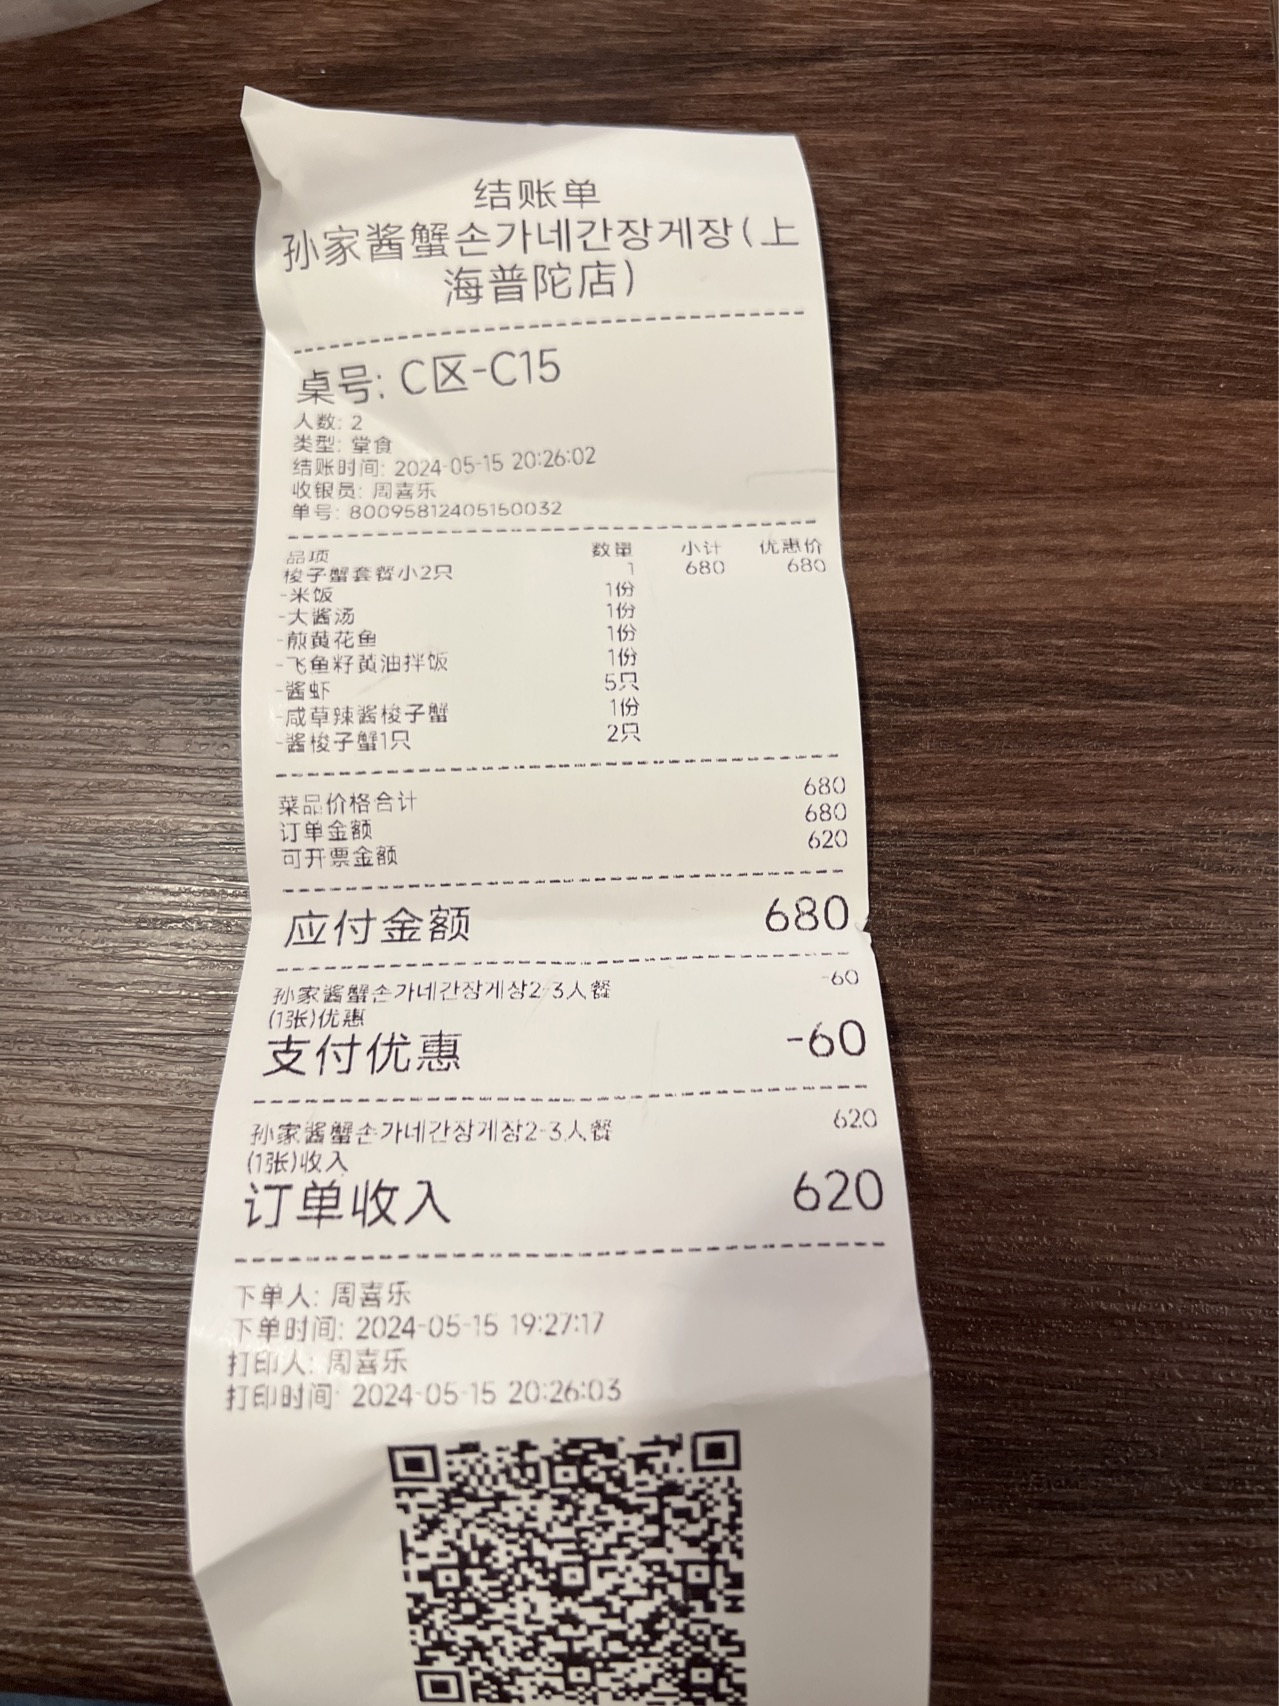 结账单
孙家酱蟹손가네간장게장(上
海普陀店)
桌号: C区-C15
人数: 2
类型: 堂食
结账时间: 2024-05-15 20:26:02
收银员: 周喜乐
单号: 80095812405150032
品项 数量 小计 优惠价
梭子蟹套餐小2只 1 680 680
-米饭 1份
-大酱汤 1份
-煎黄花鱼 1份
-飞鱼籽黄油拌饭 1份
-酱虾 5只
-咸草辣酱梭子蟹 1份
-酱梭子蟹1只 2只
菜品价格合计 680
订单金额 680
可开票金额 620
应付金额 680
孙家酱蟹손가네간장게장2-3人餐 -60
(1张)优惠
支付优惠 -60
孙家酱蟹손가네간장게장2-3人餐 620
(1张)收入
订单收入 620
下单人: 周喜乐
下单时间: 2024-05-15 19:27:17
打印人: 周喜乐
打印时间: 2024-05-15 20:26:03